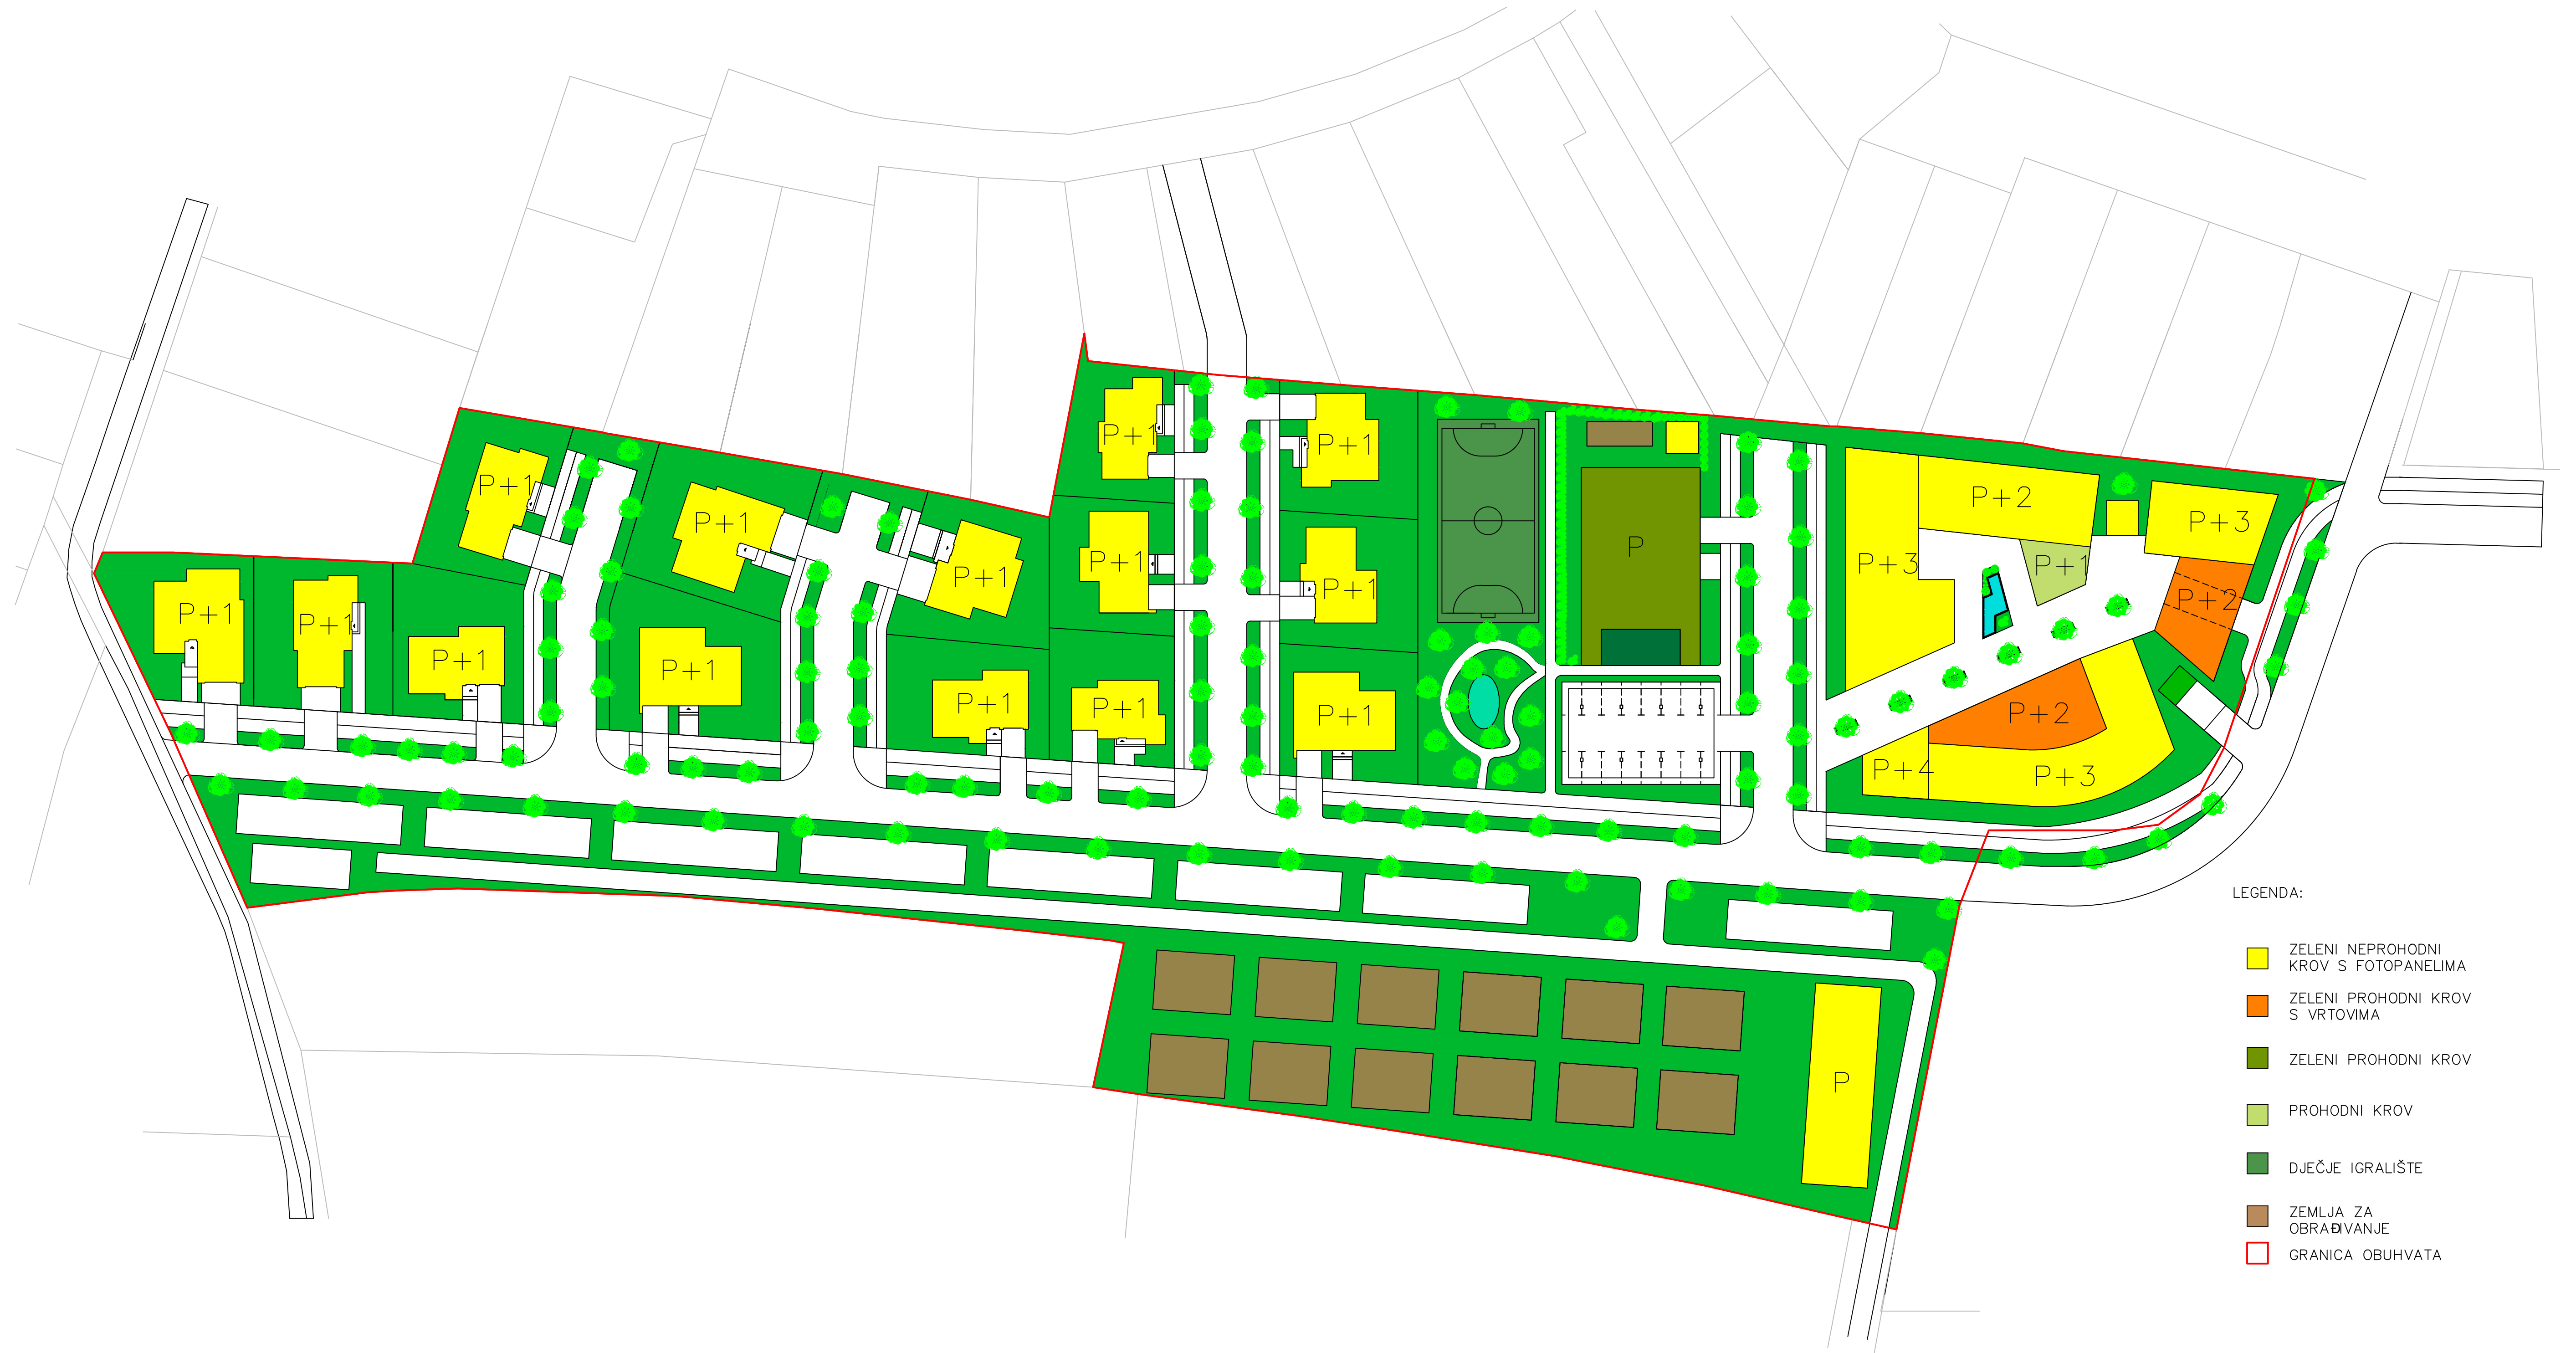 P+1
P+1
P+1
P+1
P+1
P+1
P+1
P+1
P+1
P+1
P+1
P+1
P+1
P+1
P
P+3
P+2
P+1
P+3
P+2
P+2
P+4
P+3
P
LEGENDA:
ZELENI NEPROHODNI
KROV S FOTOPANELIMA
ZELENI PROHODNI KROV
S VRTOVIMA
ZELENI PROHODNI KROV
PROHODNI KROV
DJEČJE IGRALIŠTE
ZEMLJA ZA
OBRAĐIVANJE
GRANICA OBUHVATA